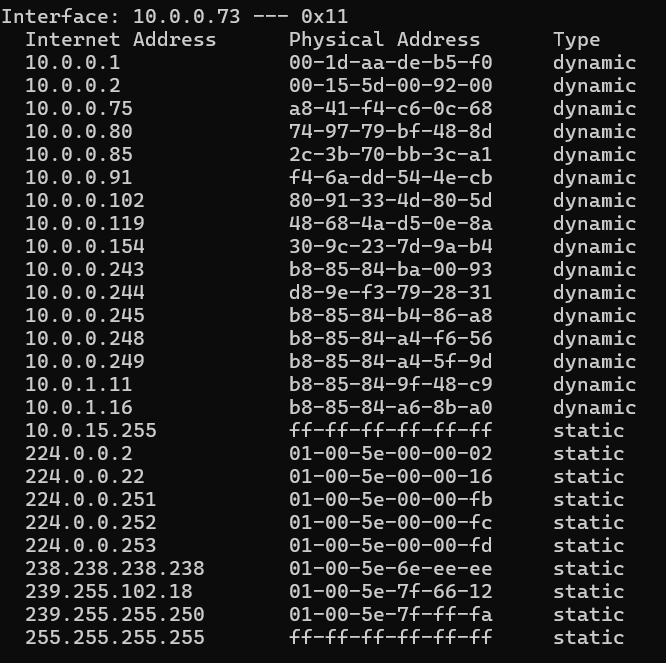 Interface: 10.0.0.73 --- 0x11
Internet Address Physical Address Type
10.0.0.1 00-1d-aa-de-b5-f0 dynamic
10.0.0.2 00-15-5d-00-92-00 dynamic
10.0.0.75 a8-41-f4-c6-0c-68 dynamic
10.0.0.80 74-97-79-bf-48-8d dynamic
10.0.0.85 2c-3b-70-bb-3c-a1 dynamic
10.0.0.91 f4-6a-dd-54-4e-cb dynamic
10.0.0.102 80-91-33-4d-80-5d dynamic
10.0.0.119 48-68-4a-d5-0e-8a dynamic
10.0.0.154 30-9c-23-7d-9a-b4 dynamic
10.0.0.243 b8-85-84-ba-00-93 dynamic
10.0.0.244 d8-9e-f3-79-28-31 dynamic
10.0.0.245 b8-85-84-b4-86-a8 dynamic
10.0.0.248 b8-85-84-a4-f6-56 dynamic
10.0.0.249 b8-85-84-a4-5f-9d dynamic
10.0.1.11 b8-85-84-9f-48-c9 dynamic
10.0.1.16 b8-85-84-a6-8b-a0 dynamic
10.0.15.255 ff-ff-ff-ff-ff-ff static
224.0.0.2 01-00-5e-00-00-02 static
224.0.0.22 01-00-5e-00-00-16 static
224.0.0.251 01-00-5e-00-00-fb static
224.0.0.252 01-00-5e-00-00-fc static
224.0.0.253 01-00-5e-00-00-fd static
238.238.238.238 01-00-5e-6e-ee-ee static
239.255.102.18 01-00-5e-7f-66-12 static
239.255.255.250 01-00-5e-7f-ff-fa static
255.255.255.255 ff-ff-ff-ff-ff-ff static